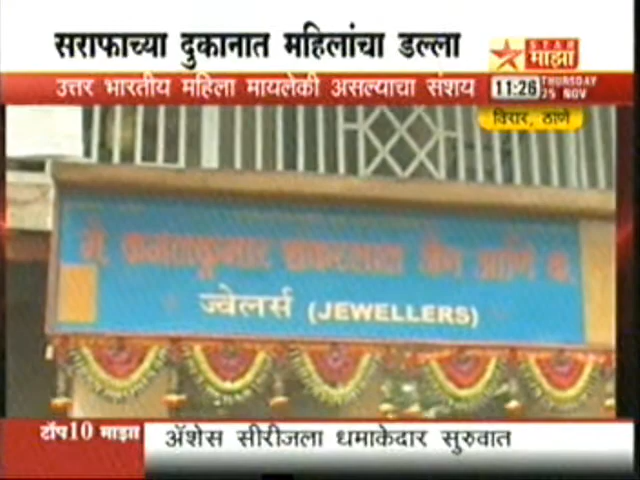 सराफाच्या दुकानात महिलांचा डल्ला
STAR
माझा
उत्तर भारतीय महिला मायलेकी असल्याचा संशय
11:26 THURSDAY
25 NOV
विरार, ठाणे
मे. जैन आणि कं.
ज्वेलर्स (JEWELLERS)
टॉप10 माझा
ॲशेस सीरीजला धमाकेदार सुरुवात